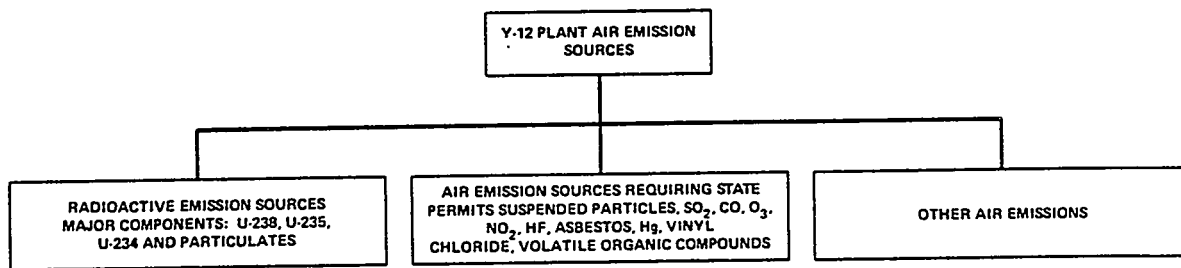 Y-12 PLANT AIR EMISSION
SOURCES
RADIOACTIVE EMISSION SOURCES
MAJOR COMPONENTS: U-238, U-235,
U-234 AND PARTICULATES
AIR EMISSION SOURCES REQUIRING STATE
PERMITS SUSPENDED PARTICLES, SO₂, CO, O₃,
NO₂, HF, ASBESTOS, Hg, VINYL
CHLORIDE, VOLATILE ORGANIC COMPOUNDS
OTHER AIR EMISSIONS